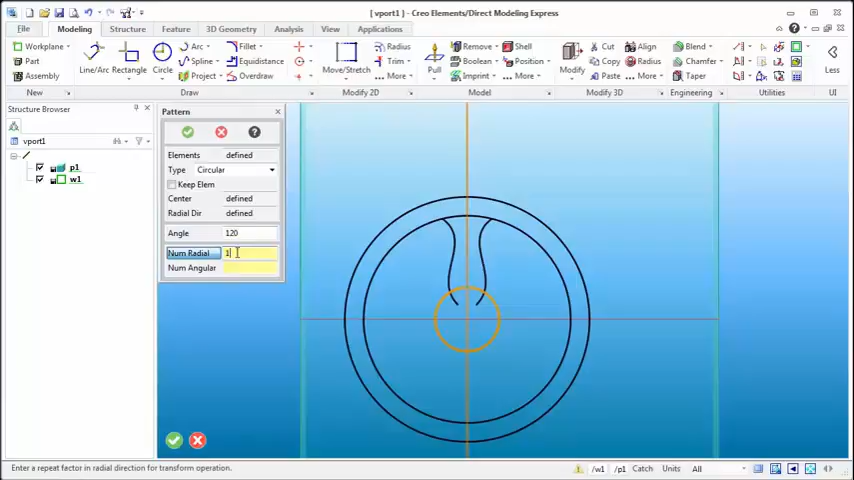 [ vport1 ] - Creo Elements/Direct Modeling Express
File
Modeling
Structure
Feature
3D Geometry
Analysis
View
Applications
Workplane
Part
Assembly
New
Line/Arc
Rectangle
Circle
Arc
Spline
Project
Fillet
Equidistance
Overdraw
Draw
Move/Stretch
Radius
Trim
More
Modify 2D
Pull
Remove
Boolean
Imprint
Shell
Position
More
Model
Modify
Cut
Copy
Paste
Align
Radius
More
Modify 3D
Blend
Chamfer
Taper
Engineering
Utilities
Less
UI
Structure Browser
vport1
p1
w1
Pattern
Elements defined
Type Circular
Keep Elem
Center defined
Radial Dir defined
Angle 120
Num Radial 1
Num Angular
Enter a repeat factor in radial direction for transform operation.
/w1 /p1 Catch Units All